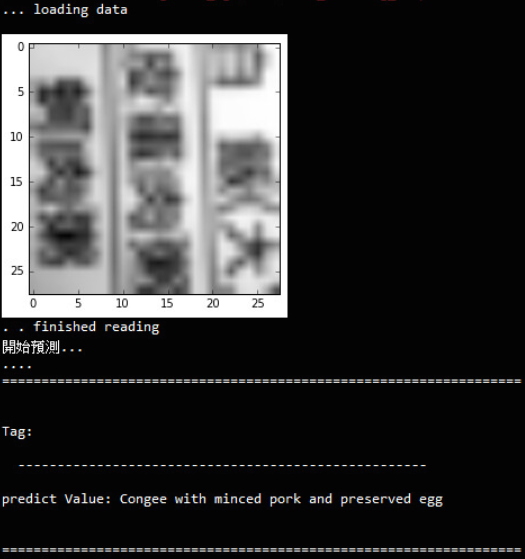 ... loading data
0
5
10
15
20
25
0 5 10 15 20 25
. . finished reading
開始預測...
....
==================================================================
Tag:
----------------------------------------------------
predict Value: Congee with minced pork and preserved egg
==================================================================